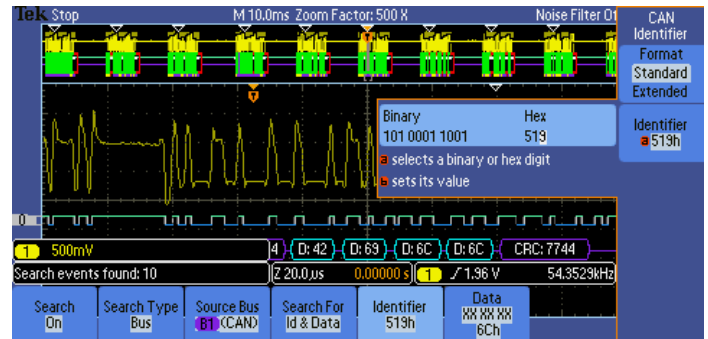 Tek Stop M 10.0ms Zoom Factor: 500 X Noise Filter Of
CAN
Identifier
Format
Standard
Extended
Identifier
a 519h
T
T
Binary Hex
101 0001 1001 519
a selects a binary or hex digit
b sets its value
0
1 500mV
4 D: 42 D: 69 D: 6C D: 6C CRC: 7744
Search events found: 10 Z 20.0µs 0.00000 s 1 1.96 V 54.3529kHz
Search
On
Search Type
Bus
Source Bus
B1 (CAN)
Search For
Id & Data
Identifier
519h
Data
XX XX XX
6Ch